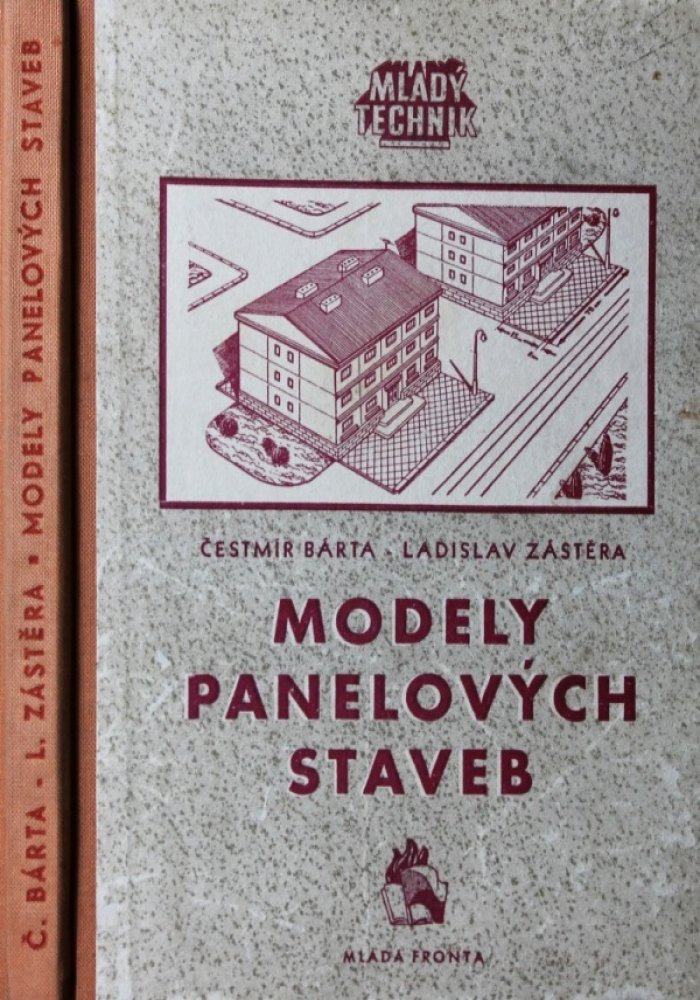 Č. BÁRTA - L. ZÁSTĚRA ▪ MODELY PANELOVÝCH STAVEB
MLADÝ
TECHNIK
ČESTMÍR BÁRTA - LADISLAV ZÁSTĚRA
MODELY
PANELOVÝCH
STAVEB
MLADÁ FRONTA